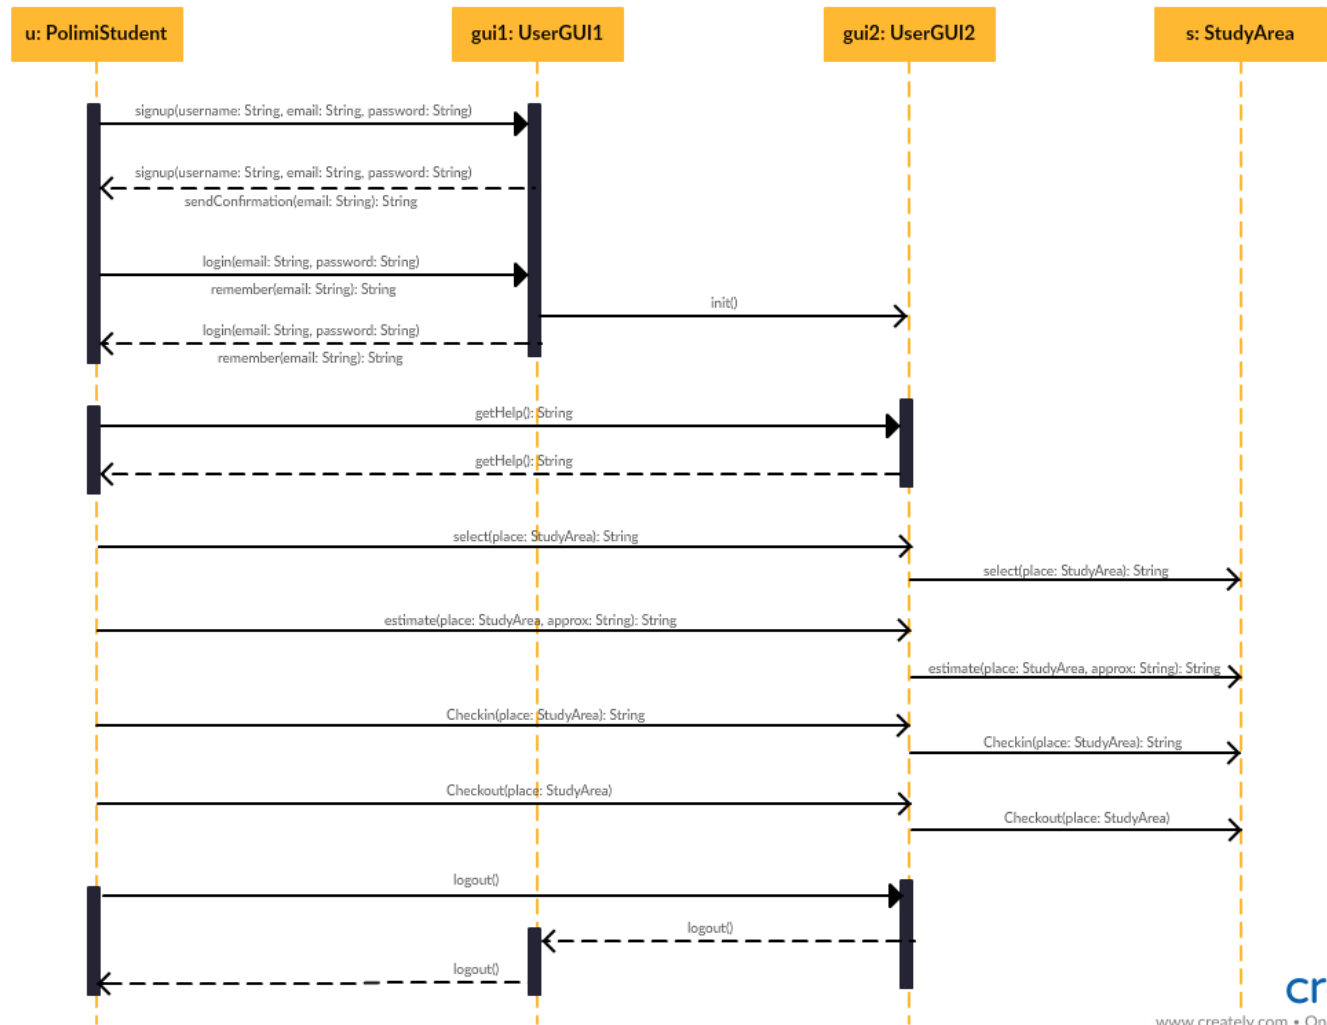 u: PolimiStudent
gui1: UserGUI1
gui2: UserGUI2
s: StudyArea
signup(username: String, email: String, password: String)
signup(username: String, email: String, password: String)
sendConfirmation(email: String): String
login(email: String, password: String)
remember(email: String): String
init()
login(email: String, password: String)
remember(email: String): String
getHelp(): String
getHelp(): String
select(place: StudyArea): String
select(place: StudyArea): String
estimate(place: StudyArea, approx: String): String
estimate(place: StudyArea, approx: String): String
Checkin(place: StudyArea): String
Checkin(place: StudyArea): String
Checkout(place: StudyArea)
Checkout(place: StudyArea)
logout()
logout()
logout()
cr
www.creately.com • On